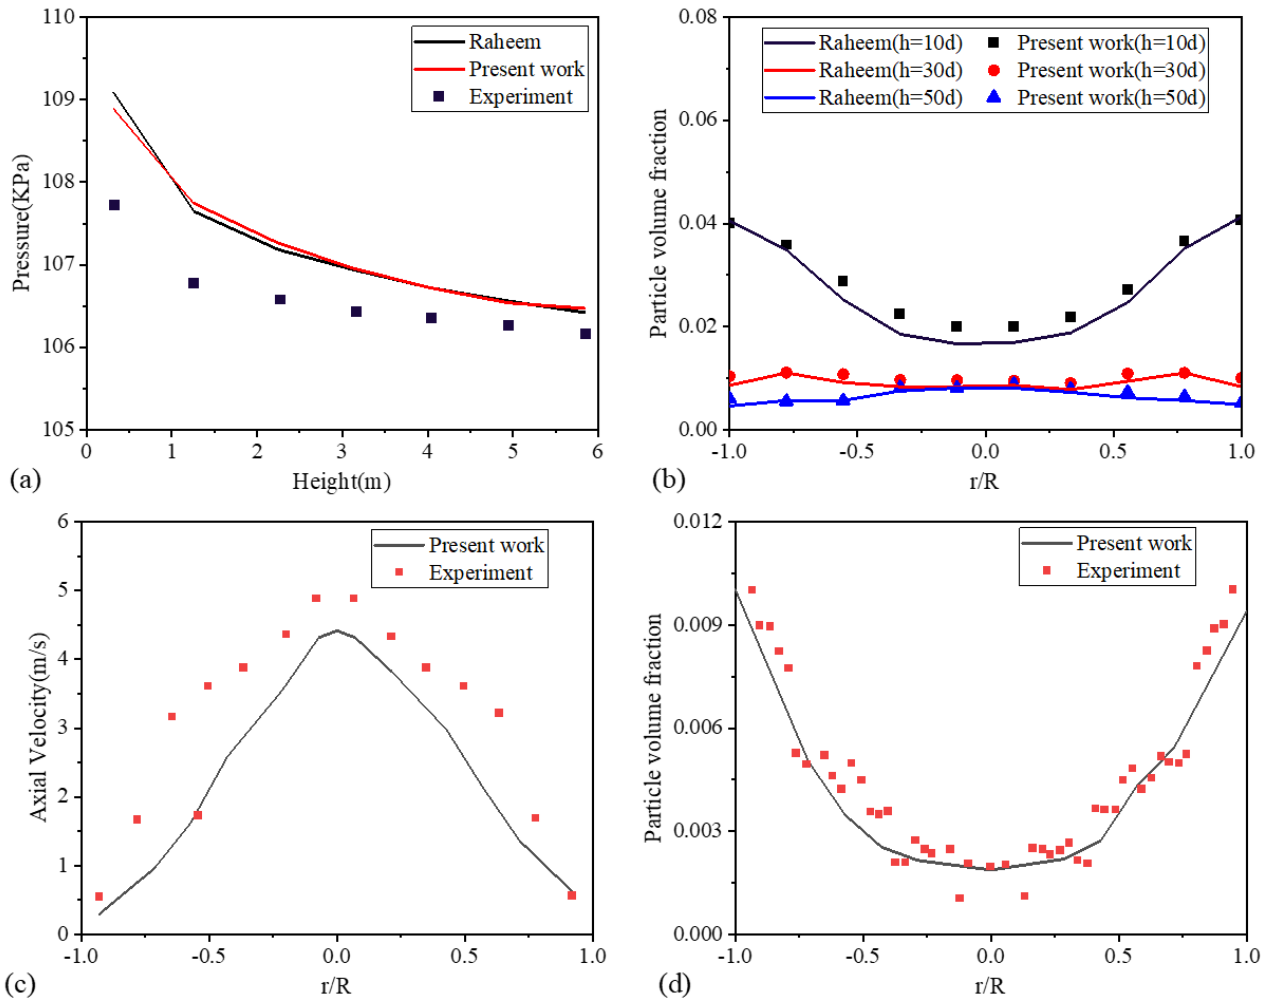 110
109
108
107
106
105
Pressure(KPa)
Raheem
Present work
Experiment
0
1
2
3
4
5
6
Height(m)
(a)
0.08
0.06
0.04
0.02
0.00
Particle volume fraction
Raheem(h=10d)
Present work(h=10d)
Raheem(h=30d)
Present work(h=30d)
Raheem(h=50d)
Present work(h=50d)
-1.0
-0.5
0.0
0.5
1.0
r/R
(b)
6
5
4
3
2
1
0
Axial Velocity(m/s)
Present work
Experiment
-1.0
-0.5
0.0
0.5
1.0
r/R
(c)
0.012
0.009
0.006
0.003
0.000
Particle volume fraction
Present work
Experiment
-1.0
-0.5
0.0
0.5
1.0
r/R
(d)